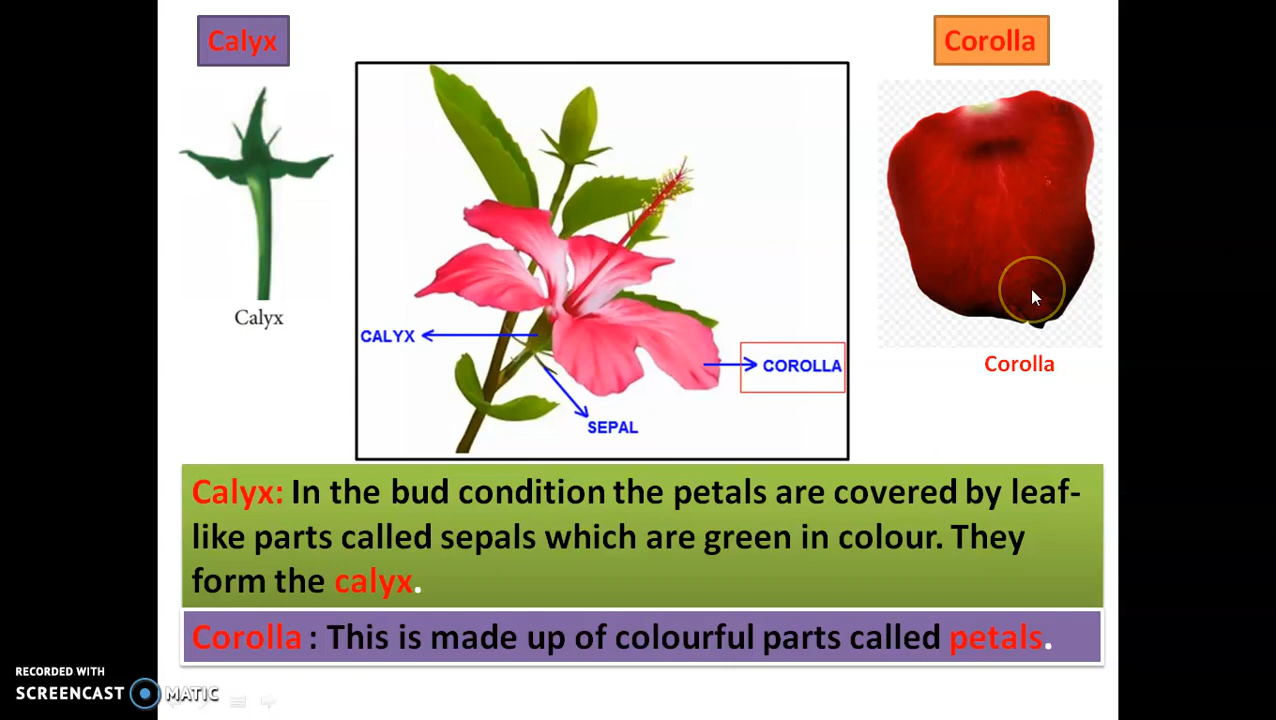 Calyx
Corolla
Calyx
CALYX
COROLLA
SEPAL
Corolla
Calyx: In the bud condition the petals are covered by leaf-
like parts called sepals which are green in colour. They
form the calyx.
Corolla : This is made up of colourful parts called petals.
RECORDED WITH
SCREENCAST MATIC